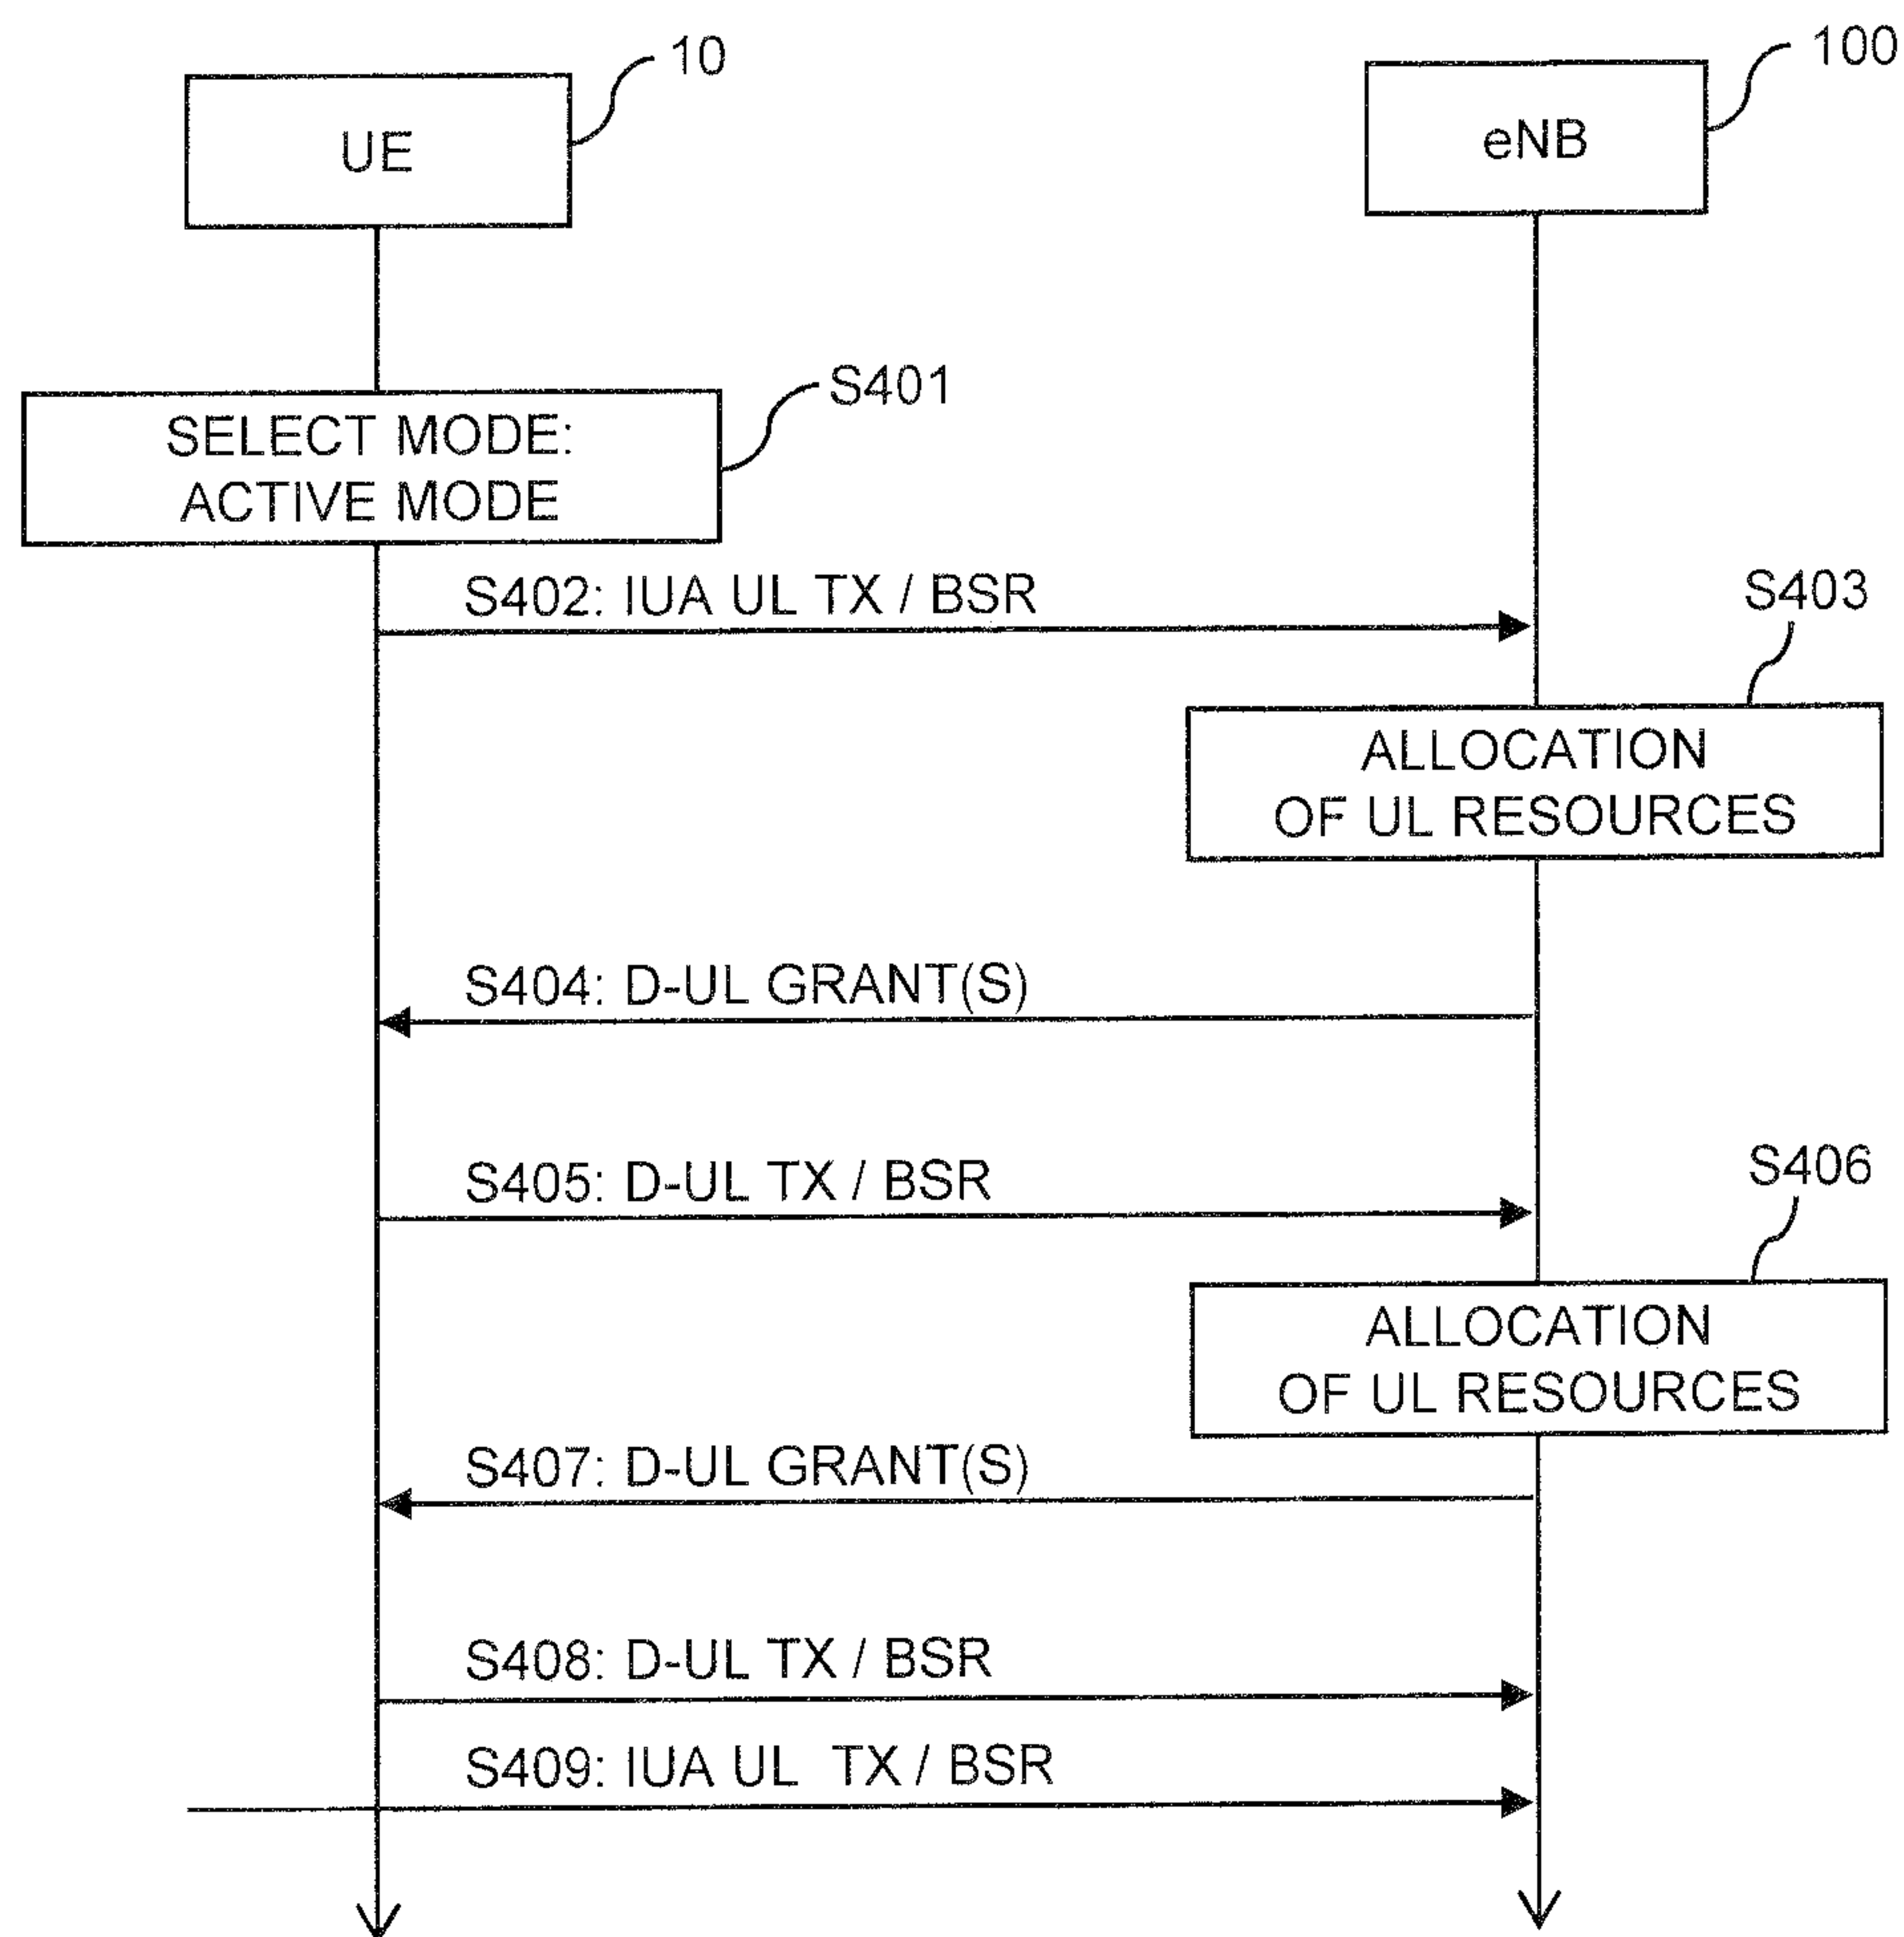 10
100
UE
eNB
S401
SELECT MODE:
ACTIVE MODE
S402: IUA UL TX / BSR
S403
ALLOCATION
OF UL RESOURCES
S404: D-UL GRANT(S)
S405: D-UL TX / BSR
S406
ALLOCATION
OF UL RESOURCES
S407: D-UL GRANT(S)
S408: D-UL TX / BSR
S409: IUA UL TX / BSR